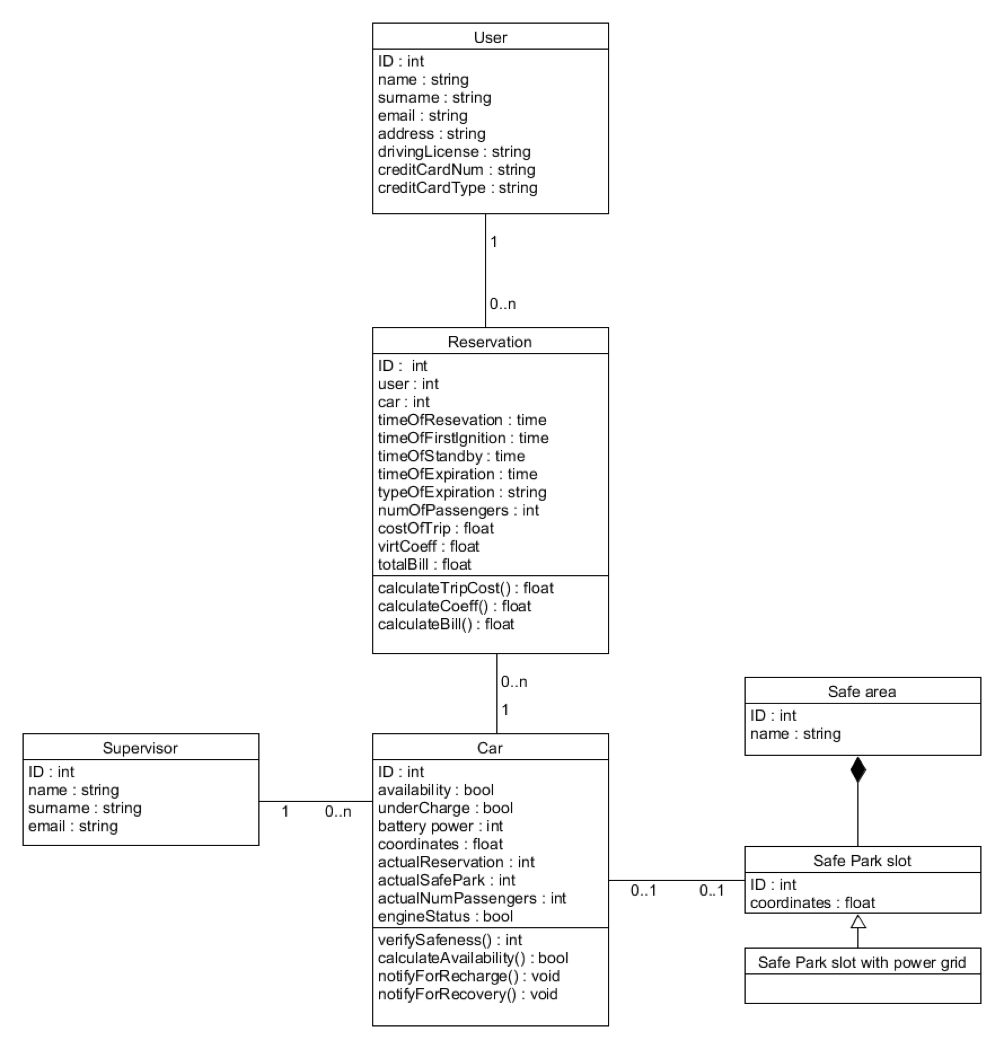 User
ID : int
name : string
surname : string
email : string
address : string
drivingLicense : string
creditCardNum : string
creditCardType : string
1
0..n
Reservation
ID :  int
user : int
car : int
timeOfResevation : time
timeOfFirstIgnition : time
timeOfStandby : time
timeOfExpiration : time
typeOfExpiration : string
numOfPassengers : int
costOfTrip : float
virtCoeff : float
totalBill : float
calculateTripCost() : float
calculateCoeff() : float
calculateBill() : float
0..n
1
Supervisor
ID : int
name : string
surname : string
email : string
1 0..n
Car
ID : int
availability : bool
underCharge : bool
battery power : int
coordinates : float
actualReservation : int
actualSafePark : int
actualNumPassengers : int
engineStatus : bool
verifySafeness() : int
calculateAvailability() : bool
notifyForRecharge() : void
notifyForRecovery() : void
0..1 0..1
Safe area
ID : int
name : string
Safe Park slot
ID : int
coordinates : float
Safe Park slot with power grid